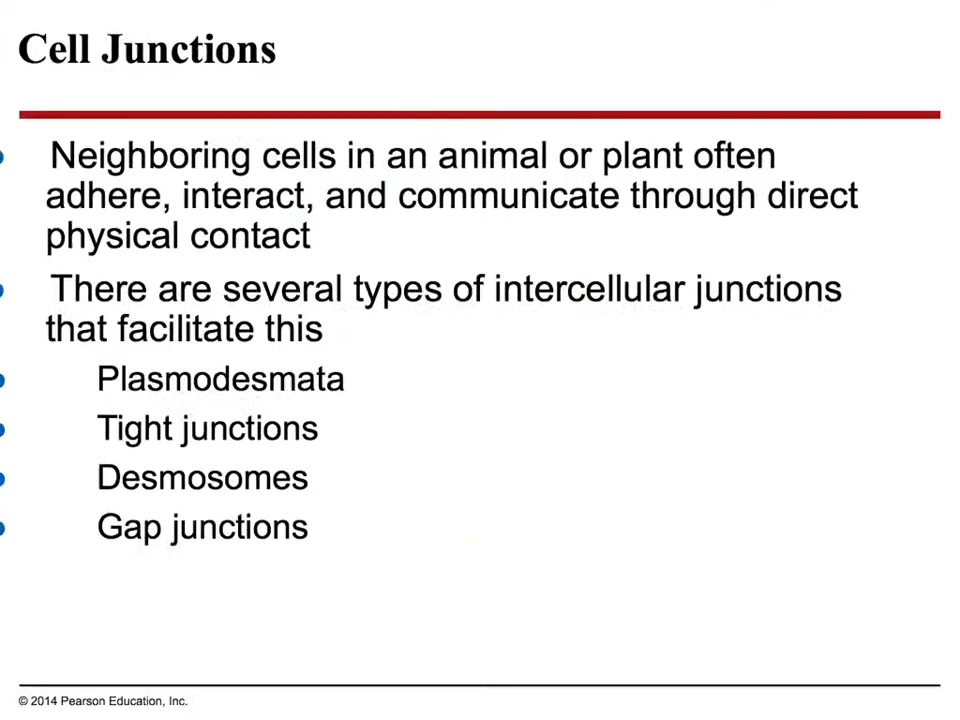 Cell Junctions
Neighboring cells in an animal or plant often
adhere, interact, and communicate through direct
physical contact
There are several types of intercellular junctions
that facilitate this
Plasmodesmata
Tight junctions
Desmosomes
Gap junctions
© 2014 Pearson Education, Inc.